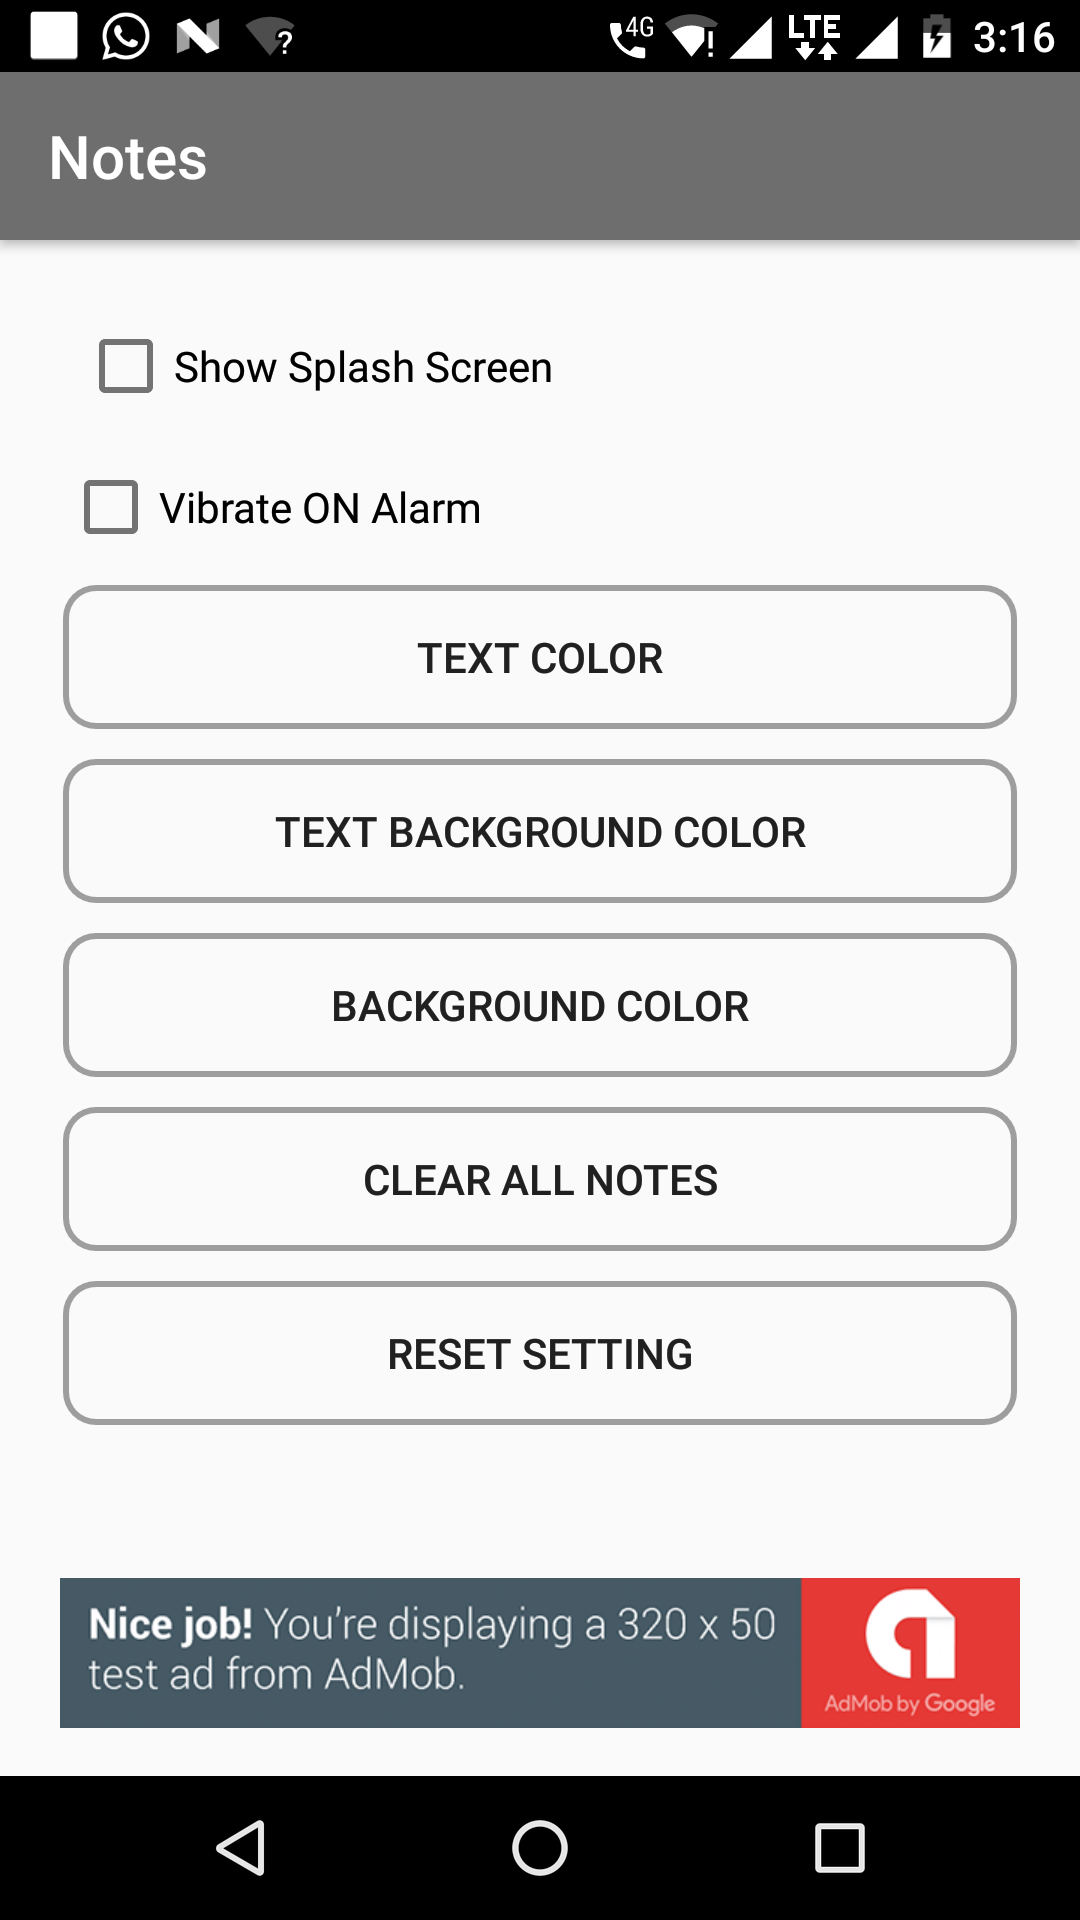 4G LTE 3:16
Notes
Show Splash Screen
Vibrate ON Alarm
TEXT COLOR
TEXT BACKGROUND COLOR
BACKGROUND COLOR
CLEAR ALL NOTES
RESET SETTING
Nice job! You're displaying a 320 x 50
test ad from AdMob.
AdMob by Google